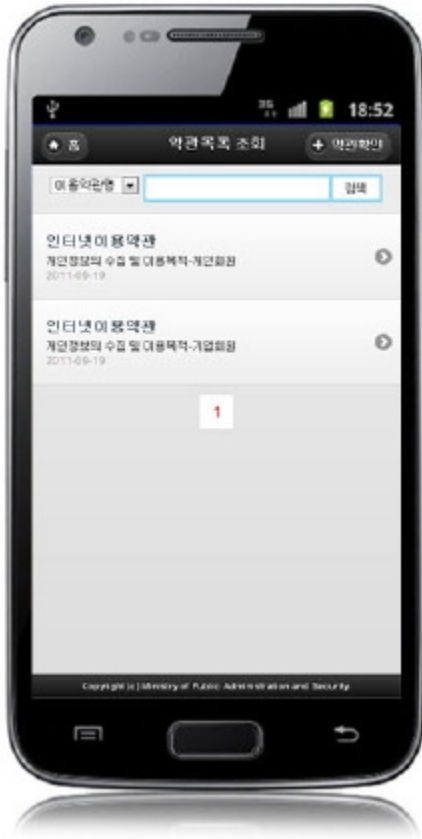 3G
18:52
홈
약관목록 조회
+ 약관확인
이용약관명
검색
인터넷이용약관
개인정보의 수집 및 이용목적-개인회원
2011-09-19
인터넷이용약관
개인정보의 수집 및 이용목적-기업회원
2011-09-19
1
Copyright (c) Ministry of Public Administration and Security.